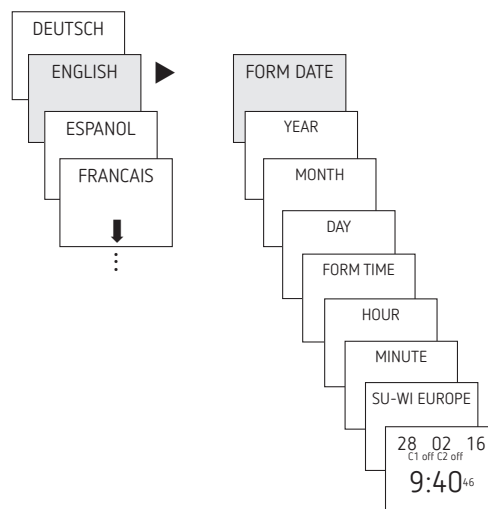 DEUTSCH
ENGLISH
ESPANOL
FRANCAIS
FORM DATE
YEAR
MONTH
DAY
FORM TIME
HOUR
MINUTE
SU-WI EUROPE
28 02 16
C1 off C2 off
9:40 46